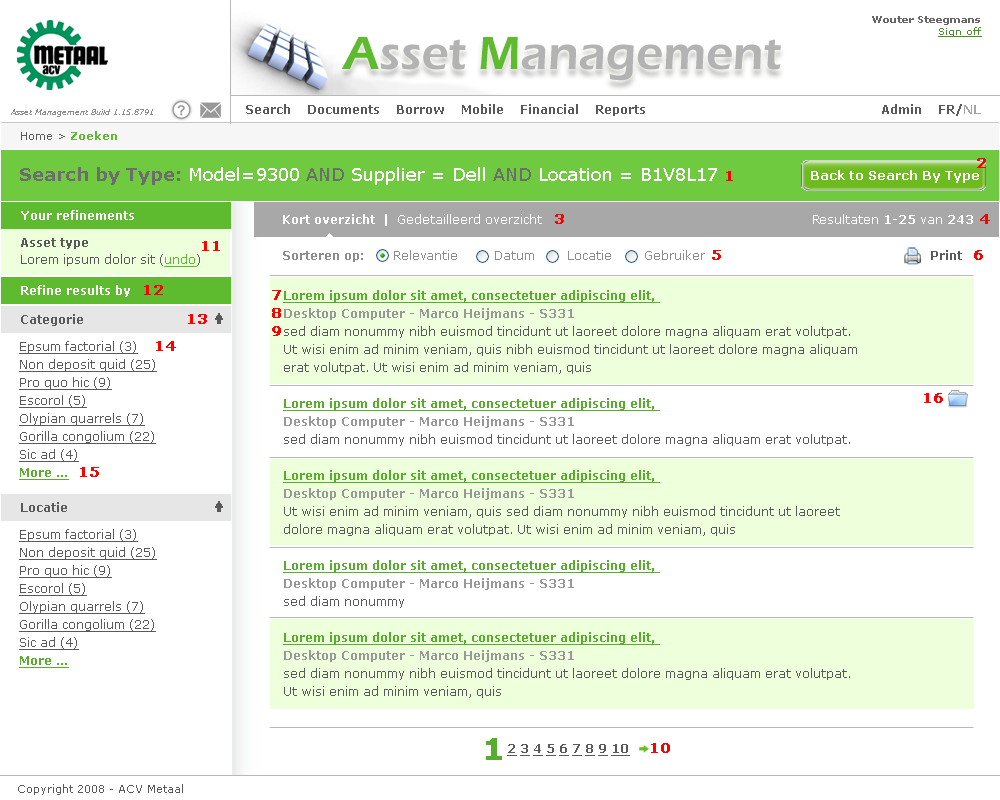 METAAL
acv
Asset Management
Wouter Steegmans
Sign off
Asset Management Build 1.15.8791
?
Search Documents Borrow Mobile Financial Reports Admin FR/NL
Home > Zoeken
Search by Type: Model=9300 AND Supplier = Dell AND Location = B1V8L17 1
Back to Search By Type 2
Your refinements
Asset type
Lorem ipsum dolor sit (undo) 11
Refine results by 12
Categorie 13
Epsum factorial (3) 14
Non deposit quid (25)
Pro quo hic (9)
Escorol (5)
Olypian quarrels (7)
Gorilla congolium (22)
Sic ad (4)
More ... 15
Locatie
Epsum factorial (3)
Non deposit quid (25)
Pro quo hic (9)
Escorol (5)
Olypian quarrels (7)
Gorilla congolium (22)
Sic ad (4)
More ...
Kort overzicht | Gedetailleerd overzicht 3 Resultaten 1-25 van 243 4
Sorteren op: Relevantie Datum Locatie Gebruiker 5 Print 6
7 Lorem ipsum dolor sit amet, consectetuer adipiscing elit,
8 Desktop Computer - Marco Heijmans - S331
9 sed diam nonummy nibh euismod tincidunt ut laoreet dolore magna aliquam erat volutpat.
Ut wisi enim ad minim veniam, quis nibh euismod tincidunt ut laoreet dolore magna aliquam
erat volutpat. Ut wisi enim ad minim veniam, quis
Lorem ipsum dolor sit amet, consectetuer adipiscing elit, 16
Desktop Computer - Marco Heijmans - S331
sed diam nonummy nibh euismod tincidunt ut laoreet dolore magna aliquam erat volutpat.
Lorem ipsum dolor sit amet, consectetuer adipiscing elit,
Desktop Computer - Marco Heijmans - S331
Ut wisi enim ad minim veniam, quis sed diam nonummy nibh euismod tincidunt ut laoreet
dolore magna aliquam erat volutpat. Ut wisi enim ad minim veniam, quis
Lorem ipsum dolor sit amet, consectetuer adipiscing elit,
Desktop Computer - Marco Heijmans - S331
sed diam nonummy
Lorem ipsum dolor sit amet, consectetuer adipiscing elit,
Desktop Computer - Marco Heijmans - S331
sed diam nonummy nibh euismod tincidunt ut laoreet dolore magna aliquam erat volutpat.
Ut wisi enim ad minim veniam, quis
1 2 3 4 5 6 7 8 9 10 10
Copyright 2008 - ACV Metaal